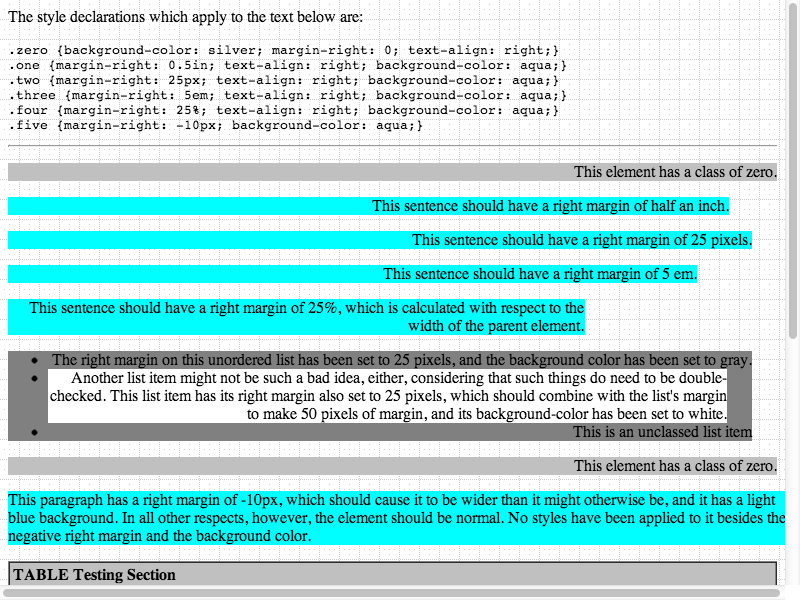 The style declarations which apply to the text below are:
.zero {background-color: silver; margin-right: 0; text-align: right;}
.one {margin-right: 0.5in; text-align: right; background-color: aqua;}
.two {margin-right: 25px; text-align: right; background-color: aqua;}
.three {margin-right: 5em; text-align: right; background-color: aqua;}
.four {margin-right: 25%; text-align: right; background-color: aqua;}
.five {margin-right: -10px; background-color: aqua;}
This element has a class of zero.
This sentence should have a right margin of half an inch.
This sentence should have a right margin of 25 pixels.
This sentence should have a right margin of 5 em.
This sentence should have a right margin of 25%, which is calculated with respect to the
width of the parent element.
The right margin on this unordered list has been set to 25 pixels, and the background color has been set to gray.
Another list item might not be such a bad idea, either, considering that such things do need to be double-
checked. This list item has its right margin also set to 25 pixels, which should combine with the list's margin
to make 50 pixels of margin, and its background-color has been set to white.
This is an unclassed list item
This element has a class of zero.
This paragraph has a right margin of -10px, which should cause it to be wider than it might otherwise be, and it has a light
blue background. In all other respects, however, the element should be normal. No styles have been applied to it besides the
negative right margin and the background color.
TABLE Testing Section